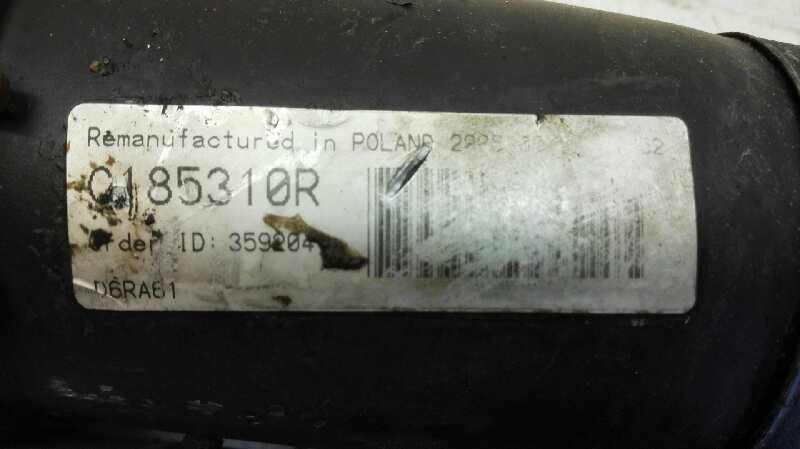 Remanufactured in POLAND
C185310R
Order ID: 359204
D6RA61